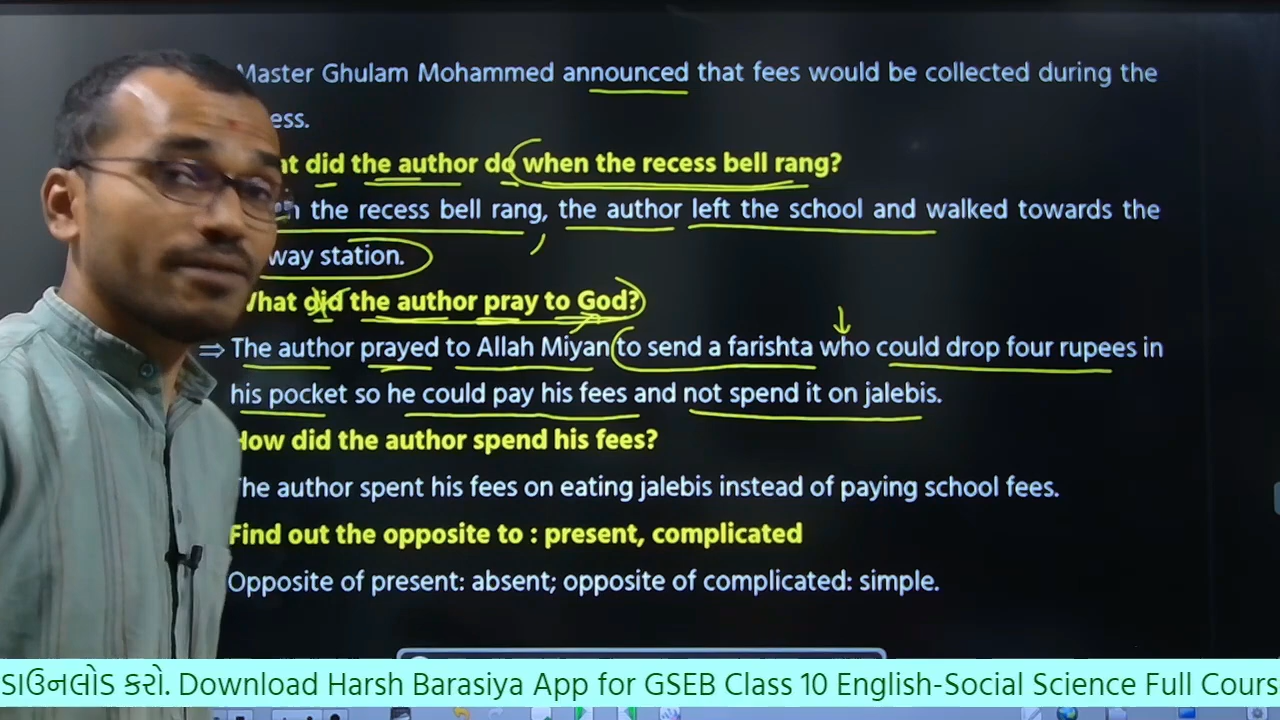 Master Ghulam Mohammed announced that fees would be collected during the
ess.
at did the author do when the recess bell rang?
n the recess bell rang, the author left the school and walked towards the
way station.
What did the author pray to God?
⇒ The author prayed to Allah Miyan to send a farishta who could drop four rupees in
his pocket so he could pay his fees and not spend it on jalebis.
How did the author spend his fees?
The author spent his fees on eating jalebis instead of paying school fees.
Find out the opposite to : present, complicated
Opposite of present: absent; opposite of complicated: simple.
ડાઉનલોડ કરો. Download Harsh Barasiya App for GSEB Class 10 English-Social Science Full Cours